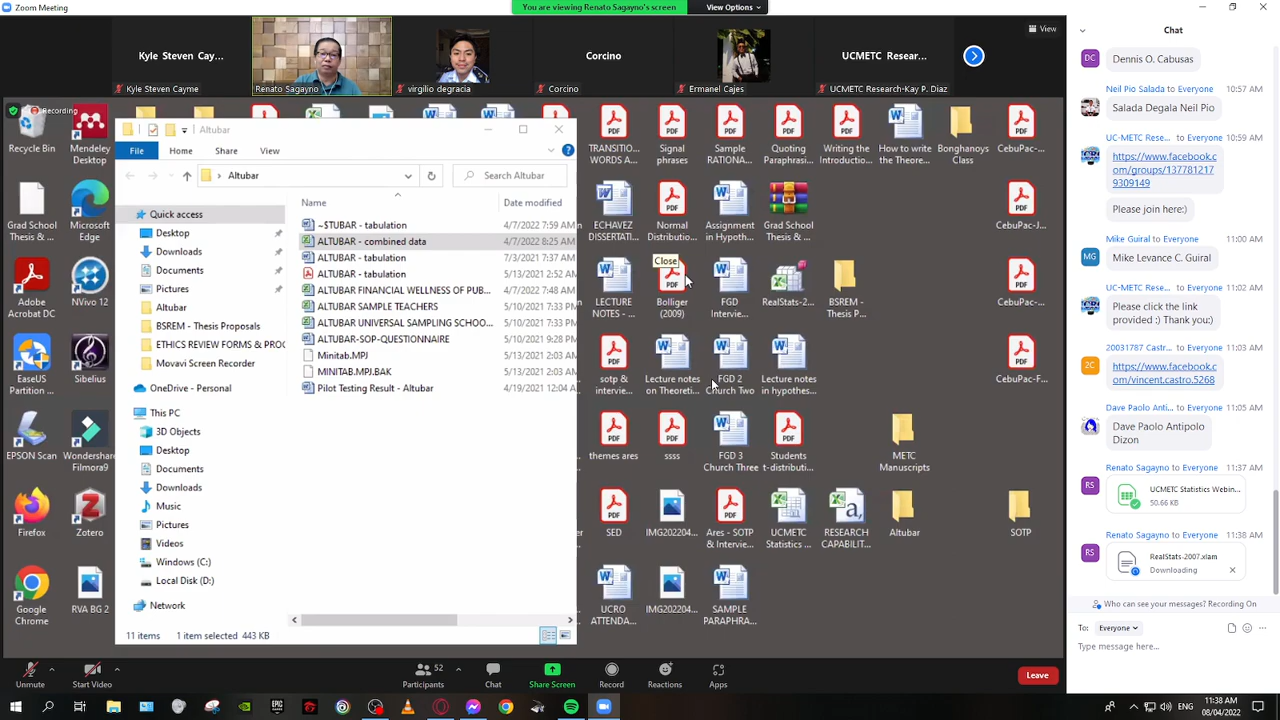 Zoom Meeting
You are viewing Renato Sagayno's screen
View Options
Kyle Steven Cay...
Kyle Steven Cayme
Renato Sagayno
virgilio degracia
Corcino
Corcino
Ermanel Cajes
UCMETC Resear...
UCMETC Research-Kay P. Diaz
View
Recording
Recycle Bin
Mendeley
Desktop
Grad School
Thesis & ...
Microsoft
Edge
Adobe
Acrobat DC
NVivo 12
EaseUS
Partition ...
Sibelius
EPSON Scan
Wondershare
Filmora9
Firefox
Zotero
Google
Chrome
RVA BG 2
Altubar
File
Home
Share
View
Altubar
Search Altubar
Name
Date modified
Quick access
Desktop
Downloads
Documents
Pictures
Altubar
BSREM - Thesis Proposals
ETHICS REVIEW FORMS & PROC
Movavi Screen Recorder
OneDrive - Personal
This PC
3D Objects
Desktop
Documents
Downloads
Music
Pictures
Videos
Windows (C:)
Local Disk (D:)
Network
~$TUBAR - tabulation 4/7/2022 7:59 AM
ALTUBAR - combined data 4/7/2022 8:25 AM
ALTUBAR - tabulation 7/3/2021 7:37 AM
ALTUBAR - tabulation 5/13/2021 2:52 AM
ALTUBAR FINANCIAL WELLNESS OF PUB... 4/7/2022 7:48 AM
ALTUBAR SAMPLE TEACHERS 5/10/2021 7:33 PM
ALTUBAR UNIVERSAL SAMPLING SCHOO... 5/10/2021 7:33 PM
ALTUBAR-SOP-QUESTIONNAIRE 5/10/2021 9:28 PM
Minitab.MPJ 5/13/2021 2:03 AM
MINITAB.MPJ.BAK 5/13/2021 2:03 AM
Pilot Testing Result - Altubar 4/19/2021 12:04 A
11 items
1 item selected 443 KB
TRANSITIO...
WORDS A...
Signal
phrases
Sample
RATIONA...
Quoting
Paraphrasi...
Writing the
Introductio...
How to write
the Theore...
Bonghanoys
Class
CebuPac-...
ECHAVEZ
DISSERTATI...
Normal
Distributio...
Assignment
in Hypoth...
Grad School
Thesis & ...
CebuPac-J...
Close
LECTURE
NOTES - ...
Bolliger
(2009)
FGD
Intervie...
RealStats-2...
BSREM -
Thesis P...
CebuPac-...
sotp &
intervie...
Lecture notes
on Theoreti...
FGD 2
Church Two
Lecture notes
in hypothes...
CebuPac-F...
themes ares
ssss
FGD 3
Church Three
Students
t-distributi...
METC
Manuscripts
SED
IMG202204...
Ares - SOTP
& Intervie...
UCMETC
Statistics ...
RESEARCH
CAPABILIT...
Altubar
SOTP
UCRO
ATTENDA...
IMG202204...
SAMPLE
PARAPHRA...
Chat
DC
Dennis O. Cabusas
Neil Pio Salada to Everyone 10:57 AM
Salada Degala Neil Pio
UC-METC Rese... to Everyone 10:59 AM
https://www.facebook.c
om/groups/137781217
9309149
Please join here:)
Mike Guiral to Everyone 11:00 AM
MG
Mike Levance C. Guiral
UC-METC Rese... to Everyone 11:02 AM
Please click the link
provided :) Thank you:)
20031787 Castr... to Everyone 11:03 AM
2C
https://www.facebook.c
om/vincent.castro.5268
Dave Paolo Anti... to Everyone 11:05 AM
Dave Paolo Antipolo
Dizon
Renato Sagayno to Everyone 11:37 AM
RS
UCMETC Statistics Webin...
50.66 KB
Renato Sagayno to Everyone 11:38 AM
RS
RealStats-2007.xlam
Downloading
Who can see your messages? Recording On
To: Everyone
Type message here...
Unmute
Start Video
52
Participants
Chat
Share Screen
Record
Reactions
Apps
Leave
EPIC
GAMES
ENG
11:38 AM
08/04/2022